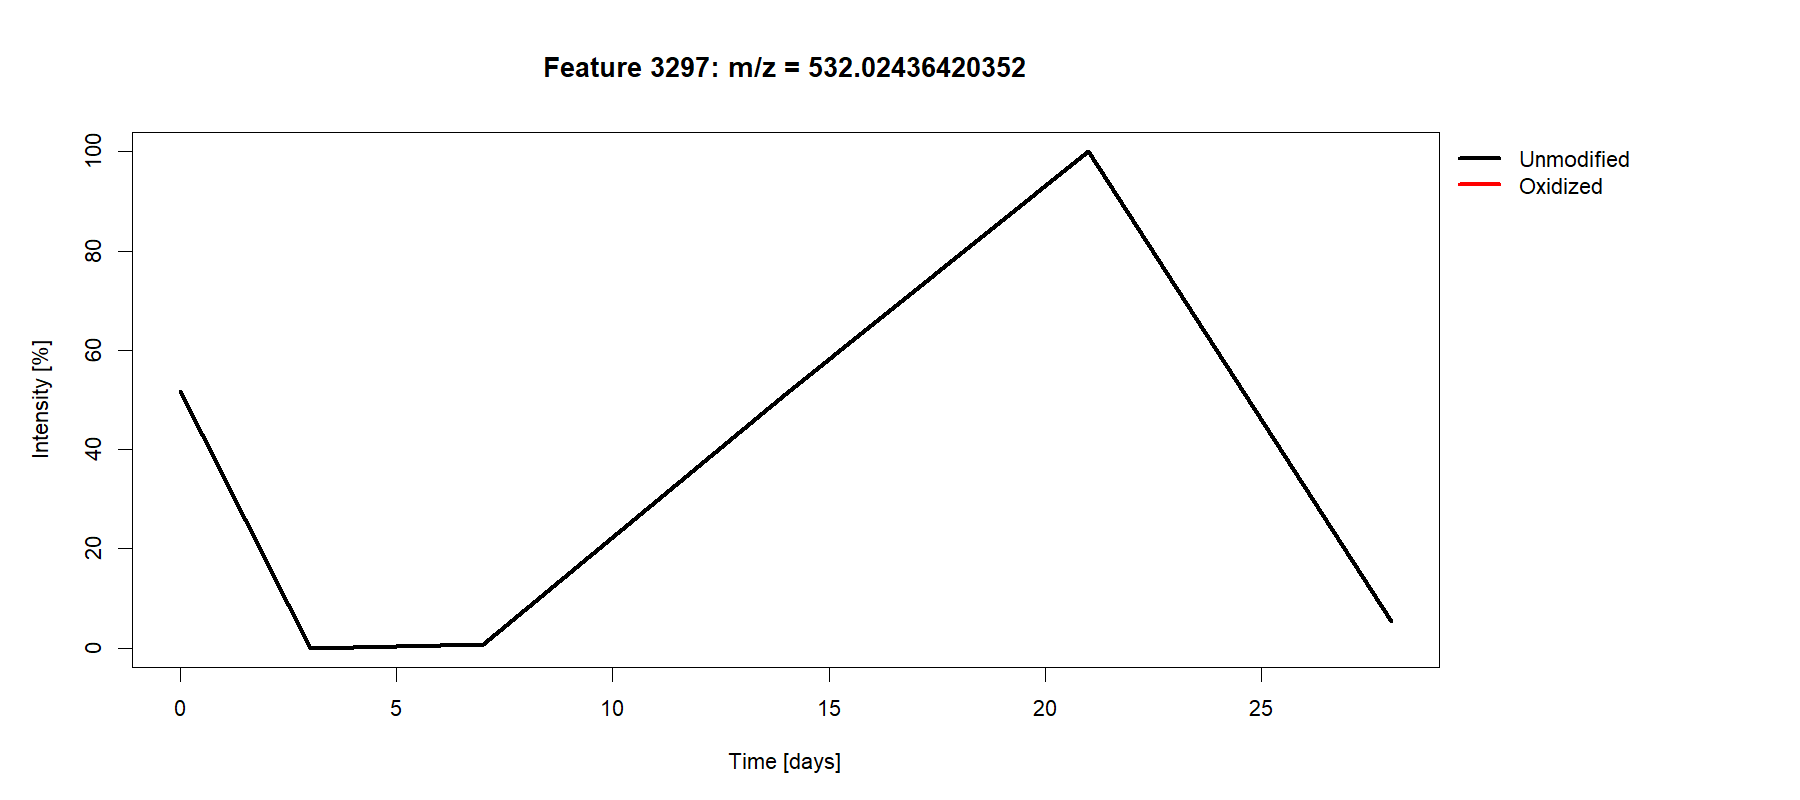 Feature 3297: m/z = 532.02436420352
Unmodified
Oxidized
Intensity [%]
100
80
60
40
20
0
0 5 10 15 20 25
Time [days]